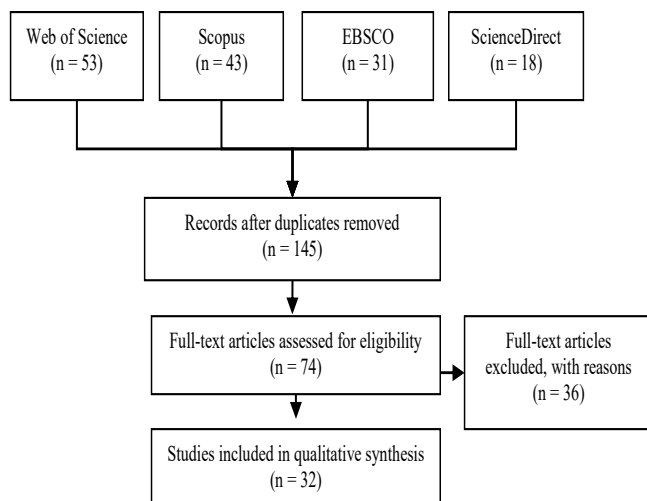 Web of Science
(n = 53)
Scopus
(n = 43)
EBSCO
(n = 31)
ScienceDirect
(n = 18)
Records after duplicates removed
(n = 145)
Full-text articles assessed for eligibility
(n = 74)
Full-text articles
excluded, with reasons
(n = 36)
Studies included in qualitative synthesis
(n = 32)